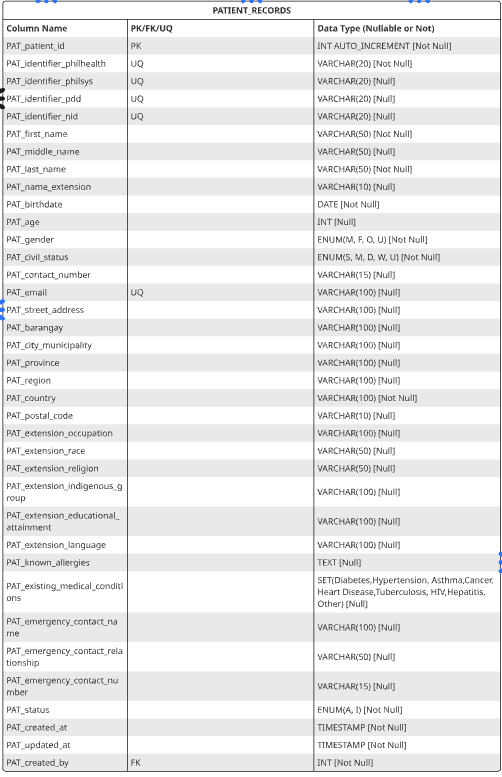 PATIENT_RECORDS
Column Name PK/FK/UQ Data Type (Nullable or Not)
PAT_patient_id PK INT AUTO_INCREMENT [Not Null]
PAT_identifier_philhealth UQ VARCHAR(20) [Not Null]
PAT_identifier_philsys UQ VARCHAR(20) [Null]
PAT_identifier_pdd UQ VARCHAR(20) [Null]
PAT_identifier_nid UQ VARCHAR(20) [Null]
PAT_first_name VARCHAR(50) [Not Null]
PAT_middle_name VARCHAR(50) [Null]
PAT_last_name VARCHAR(50) [Not Null]
PAT_name_extension VARCHAR(10) [Null]
PAT_birthdate DATE [Not Null]
PAT_age INT [Null]
PAT_gender ENUM(M, F, O, U) [Not Null]
PAT_civil_status ENUM(S, M, D, W, U) [Not Null]
PAT_contact_number VARCHAR(15) [Null]
PAT_email UQ VARCHAR(100) [Null]
PAT_street_address VARCHAR(100) [Null]
PAT_barangay VARCHAR(100) [Null]
PAT_city_municipality VARCHAR(100) [Null]
PAT_province VARCHAR(100) [Null]
PAT_region VARCHAR(100) [Null]
PAT_country VARCHAR(100) [Not Null]
PAT_postal_code VARCHAR(10) [Null]
PAT_extension_occupation VARCHAR(100) [Null]
PAT_extension_race VARCHAR(50) [Null]
PAT_extension_religion VARCHAR(50) [Null]
PAT_extension_indigenous_g
roup VARCHAR(100) [Null]
PAT_extension_educational_
attainment VARCHAR(100) [Null]
PAT_extension_language VARCHAR(100) [Null]
PAT_known_allergies TEXT [Null]
PAT_existing_medical_conditi
ons
SET(Diabetes,Hypertension, Asthma,Cancer,
Heart Disease,Tuberculosis, HIV,Hepatitis,
Other) [Null]
PAT_emergency_contact_na
me VARCHAR(100) [Null]
PAT_emergency_contact_rela
tionship VARCHAR(50) [Null]
PAT_emergency_contact_nu
mber VARCHAR(15) [Null]
PAT_status ENUM(A, I) [Not Null]
PAT_created_at TIMESTAMP [Not Null]
PAT_updated_at TIMESTAMP [Not Null]
PAT_created_by FK INT [Not Null]